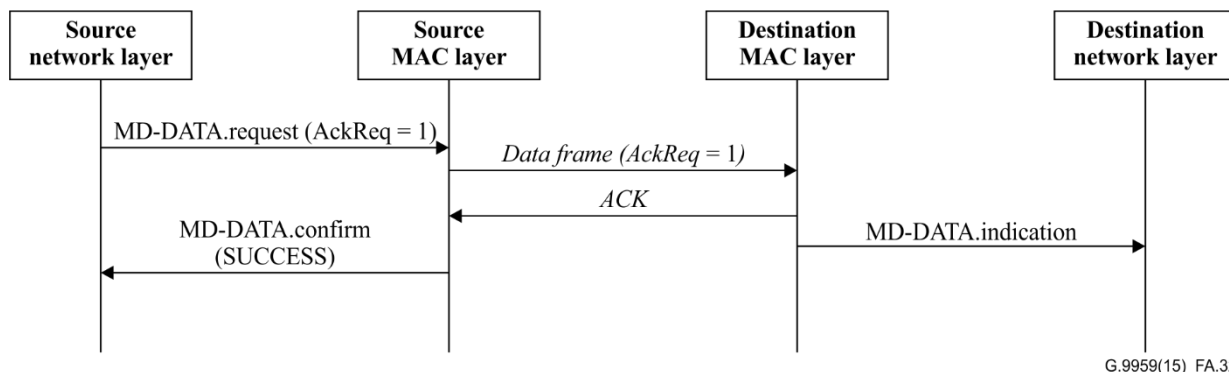 Source
network layer
Source
MAC layer
Destination
MAC layer
Destination
network layer
MD-DATA.request (AckReq = 1)
Data frame (AckReq = 1)
ACK
MD-DATA.confirm
(SUCCESS)
MD-DATA.indication
G.9959(15)_FA.3